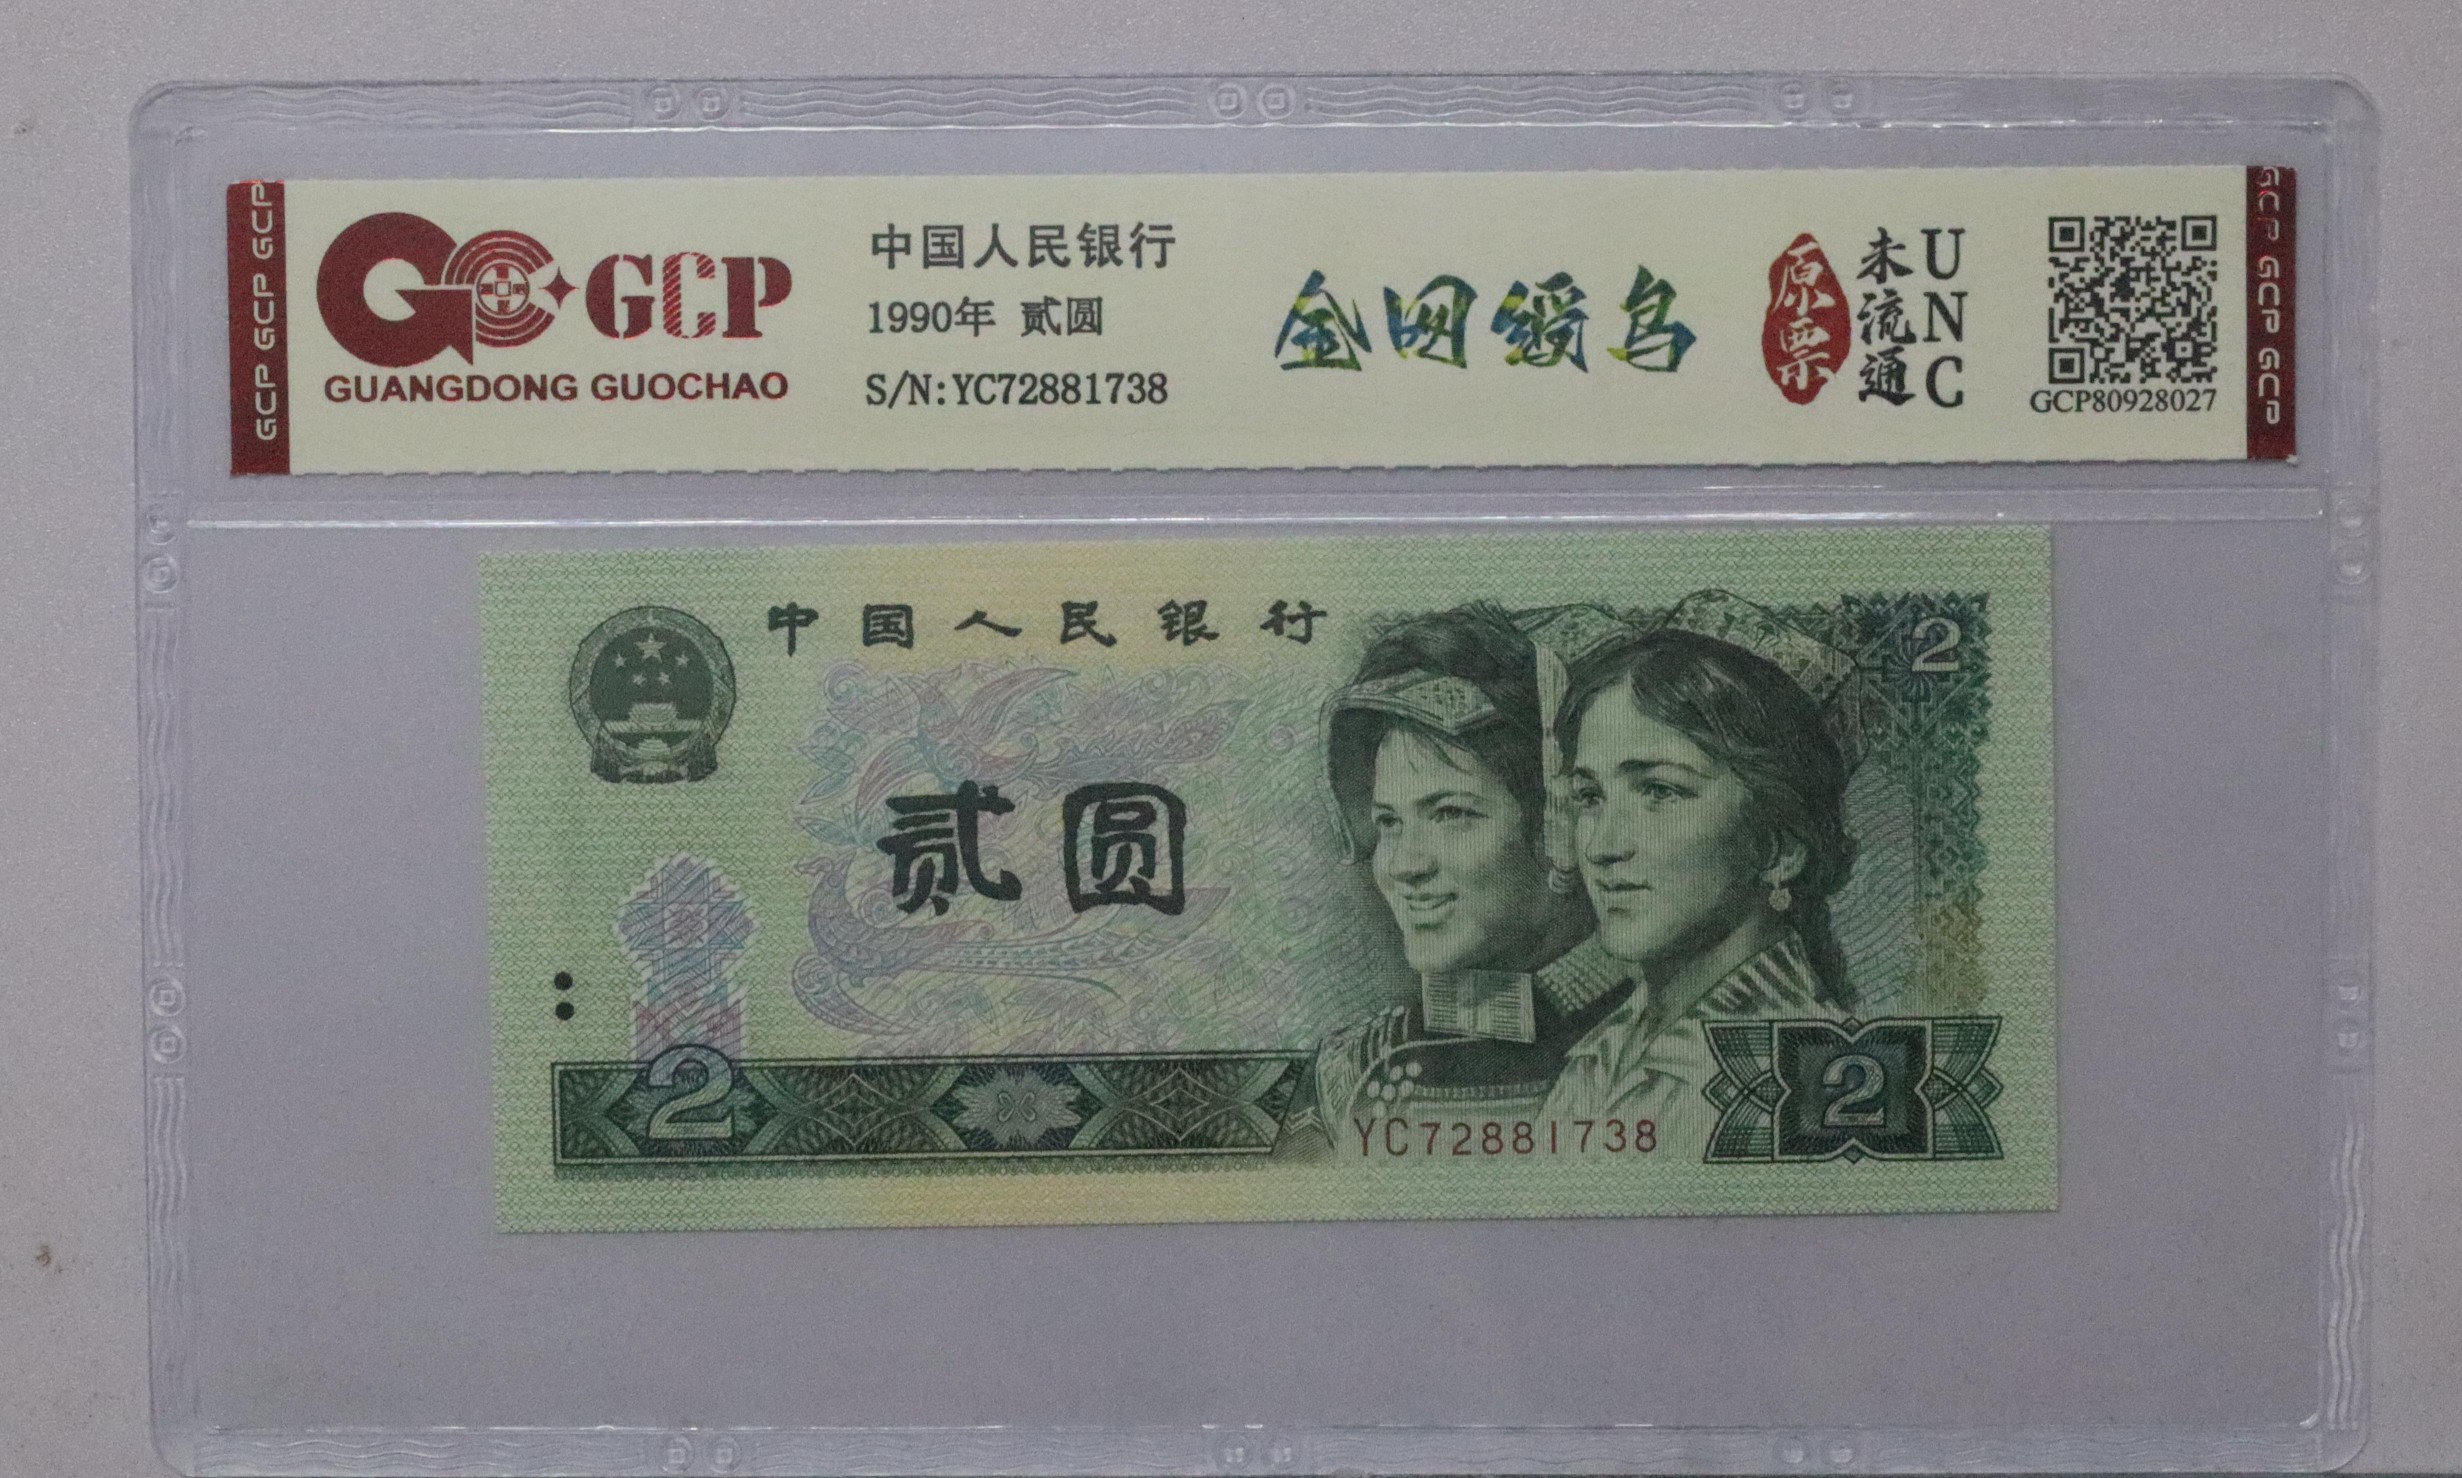 GCP GCP GCP
GCP
GUANGDONG GUOCHAO
中国人民银行
1990年 贰圆
S/N:YC72881738
全网绶鸟
原票
未流通
UNC
GCP80928027
GCP GCP GCP
中国人民银行
2
贰圆
2
YC72881738
2